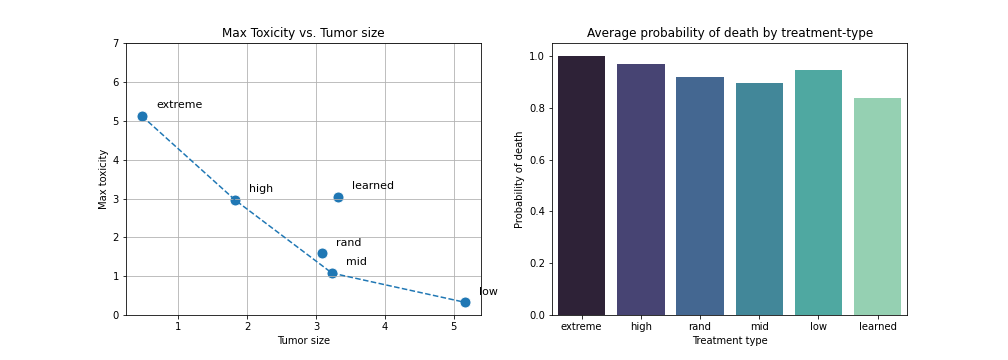 Max Toxicity vs. Tumor size
7
6
5
4
3
2
1
0
Max toxicity
extreme
high
learned
rand
mid
low
1
2
3
4
5
Tumor size
Average probability of death by treatment-type
1.0
0.8
0.6
0.4
0.2
0.0
Probability of death
extreme
high
rand
mid
low
learned
Treatment type